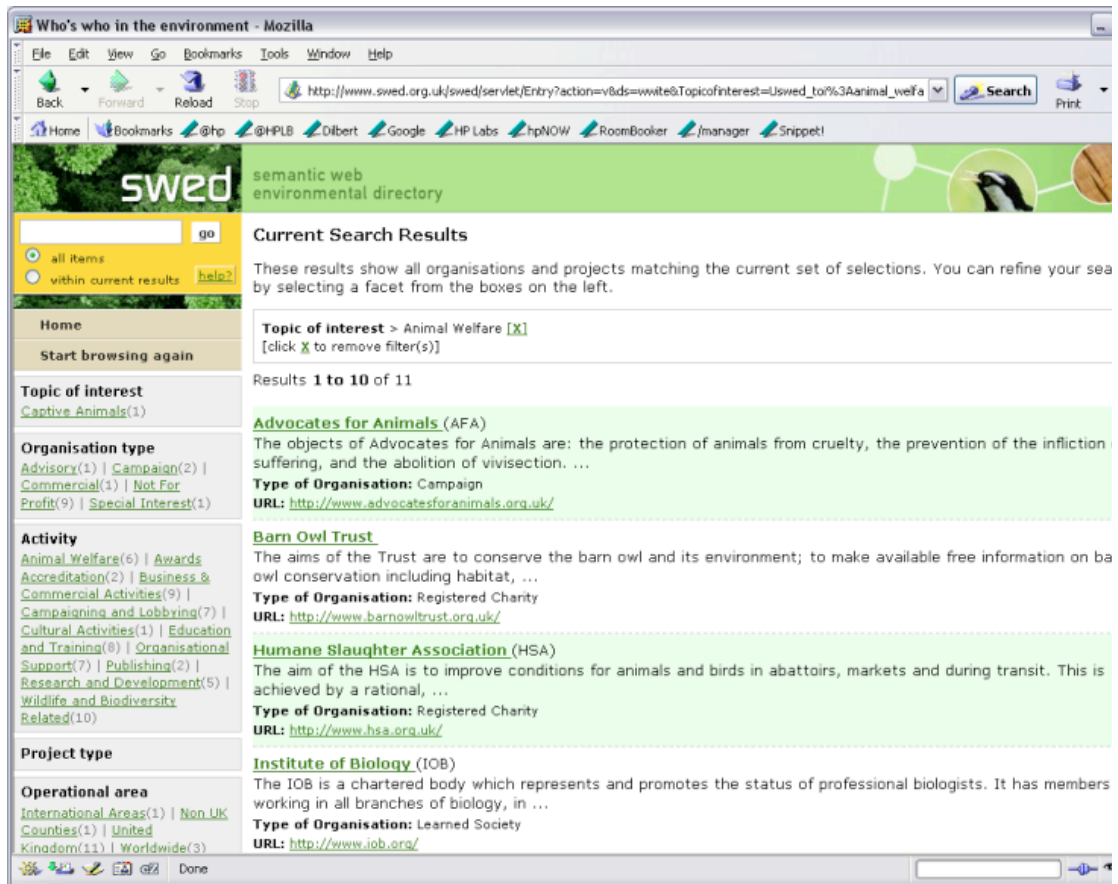 Who's who in the environment - Mozilla
File Edit View Go Bookmarks Tools Window Help
Back Forward Reload Stop http://www.swed.org.uk/swed/servlet/Entry?action=v&ds=wwite&Topicofinterest=Uswed_toi%3Aanimal_welfa Search Print
Home Bookmarks @hp @HPLB Dilbert Google HP Labs hpNOW RoomBooker /manager Snippet!
swed
semantic web
environmental directory
go
all items
within current results help?
Home
Start browsing again
Topic of interest
Captive Animals(1)
Organisation type
Advisory(1) | Campaign(2) |
Commercial(1) | Not For
Profit(9) | Special Interest(1)
Activity
Animal Welfare(6) | Awards
Accreditation(2) | Business &
Commercial Activities(9) |
Campaigning and Lobbying(7) |
Cultural Activities(1) | Education
and Training(8) | Organisational
Support(7) | Publishing(2) |
Research and Development(5) |
Wildlife and Biodiversity
Related(10)
Project type
Operational area
International Areas(1) | Non UK
Counties(1) | United
Kingdom(11) | Worldwide(3)
Current Search Results
These results show all organisations and projects matching the current set of selections. You can refine your sea
by selecting a facet from the boxes on the left.
Topic of interest > Animal Welfare [X]
[click X to remove filter(s)]
Results 1 to 10 of 11
Advocates for Animals (AFA)
The objects of Advocates for Animals are: the protection of animals from cruelty, the prevention of the infliction
suffering, and the abolition of vivisection. ...
Type of Organisation: Campaign
URL: http://www.advocatesforanimals.org.uk/
Barn Owl Trust
The aims of the Trust are to conserve the barn owl and its environment; to make available free information on ba
owl conservation including habitat, ...
Type of Organisation: Registered Charity
URL: http://www.barnowltrust.org.uk/
Humane Slaughter Association (HSA)
The aim of the HSA is to improve conditions for animals and birds in abattoirs, markets and during transit. This is
achieved by a rational, ...
Type of Organisation: Registered Charity
URL: http://www.hsa.org.uk/
Institute of Biology (IOB)
The IOB is a chartered body which represents and promotes the status of professional biologists. It has members
working in all branches of biology, in ...
Type of Organisation: Learned Society
URL: http://www.iob.org/
Done